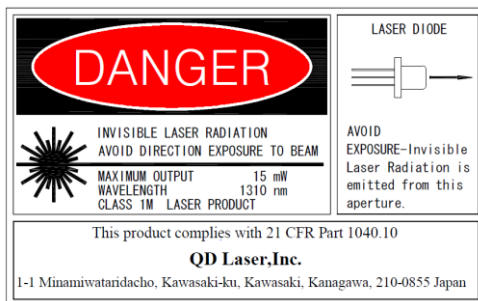 DANGER
INVISIBLE LASER RADIATION
AVOID DIRECTION EXPOSURE TO BEAM
MAXIMUM OUTPUT 15 mW
WAVELENGTH 1310 nm
CLASS 1M LASER PRODUCT
LASER DIODE
AVOID
EXPOSURE-Invisible
Laser Radiation is
emitted from this
aperture.
This product complies with 21 CFR Part 1040.10
QD Laser,Inc.
1-1 Minamiwataridacho, Kawasaki-ku, Kawasaki, Kanagawa, 210-0855 Japan